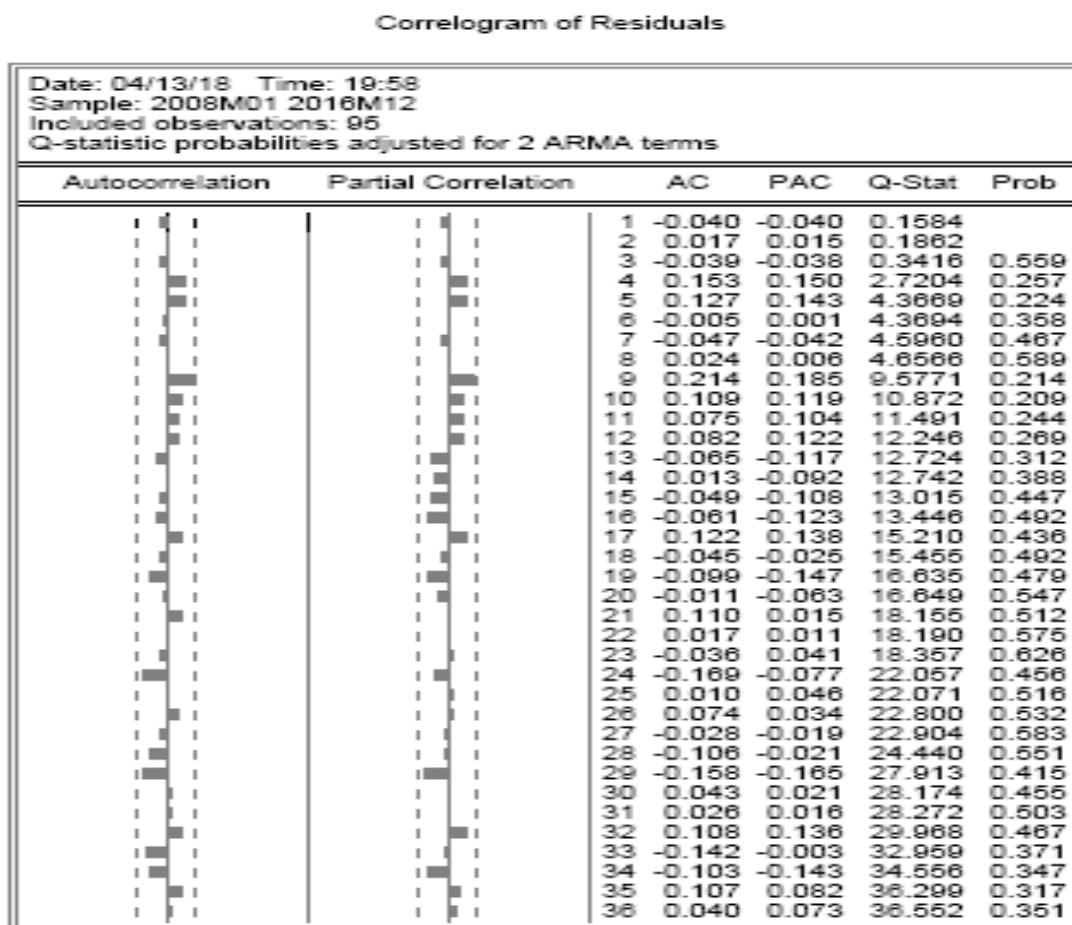 Correlogram of Residuals
Date: 04/13/18 Time: 19:58
Sample: 2008M01 2016M12
Included observations: 95
Q-statistic probabilities adjusted for 2 ARMA terms
Autocorrelation Partial Correlation AC PAC Q-Stat Prob
1 -0.040 -0.040 0.1584
2 0.017 0.015 0.1862
3 -0.039 -0.038 0.3416 0.559
4 0.153 0.150 2.7204 0.257
5 0.127 0.143 4.3669 0.224
6 -0.005 0.001 4.3694 0.358
7 -0.047 -0.042 4.5960 0.467
8 0.024 0.006 4.6566 0.589
9 0.214 0.185 9.5771 0.214
10 0.109 0.119 10.872 0.209
11 0.075 0.104 11.491 0.244
12 0.082 0.122 12.246 0.269
13 -0.065 -0.117 12.724 0.312
14 0.013 -0.092 12.742 0.388
15 -0.049 -0.108 13.015 0.447
16 -0.061 -0.123 13.446 0.492
17 0.122 0.138 15.210 0.436
18 -0.045 -0.025 15.455 0.492
19 -0.099 -0.147 16.635 0.479
20 -0.011 -0.063 16.649 0.547
21 0.110 0.015 18.155 0.512
22 0.017 0.011 18.190 0.575
23 -0.036 0.041 18.357 0.626
24 -0.169 -0.077 22.057 0.456
25 0.010 0.046 22.071 0.516
26 0.074 0.034 22.800 0.532
27 -0.028 -0.019 22.904 0.583
28 -0.106 -0.021 24.440 0.551
29 -0.158 -0.165 27.913 0.415
30 0.043 0.021 28.174 0.455
31 0.026 0.016 28.272 0.503
32 0.108 0.136 29.968 0.467
33 -0.142 -0.003 32.959 0.371
34 -0.103 -0.143 34.556 0.347
35 0.107 0.082 36.299 0.317
36 0.040 0.073 36.552 0.351